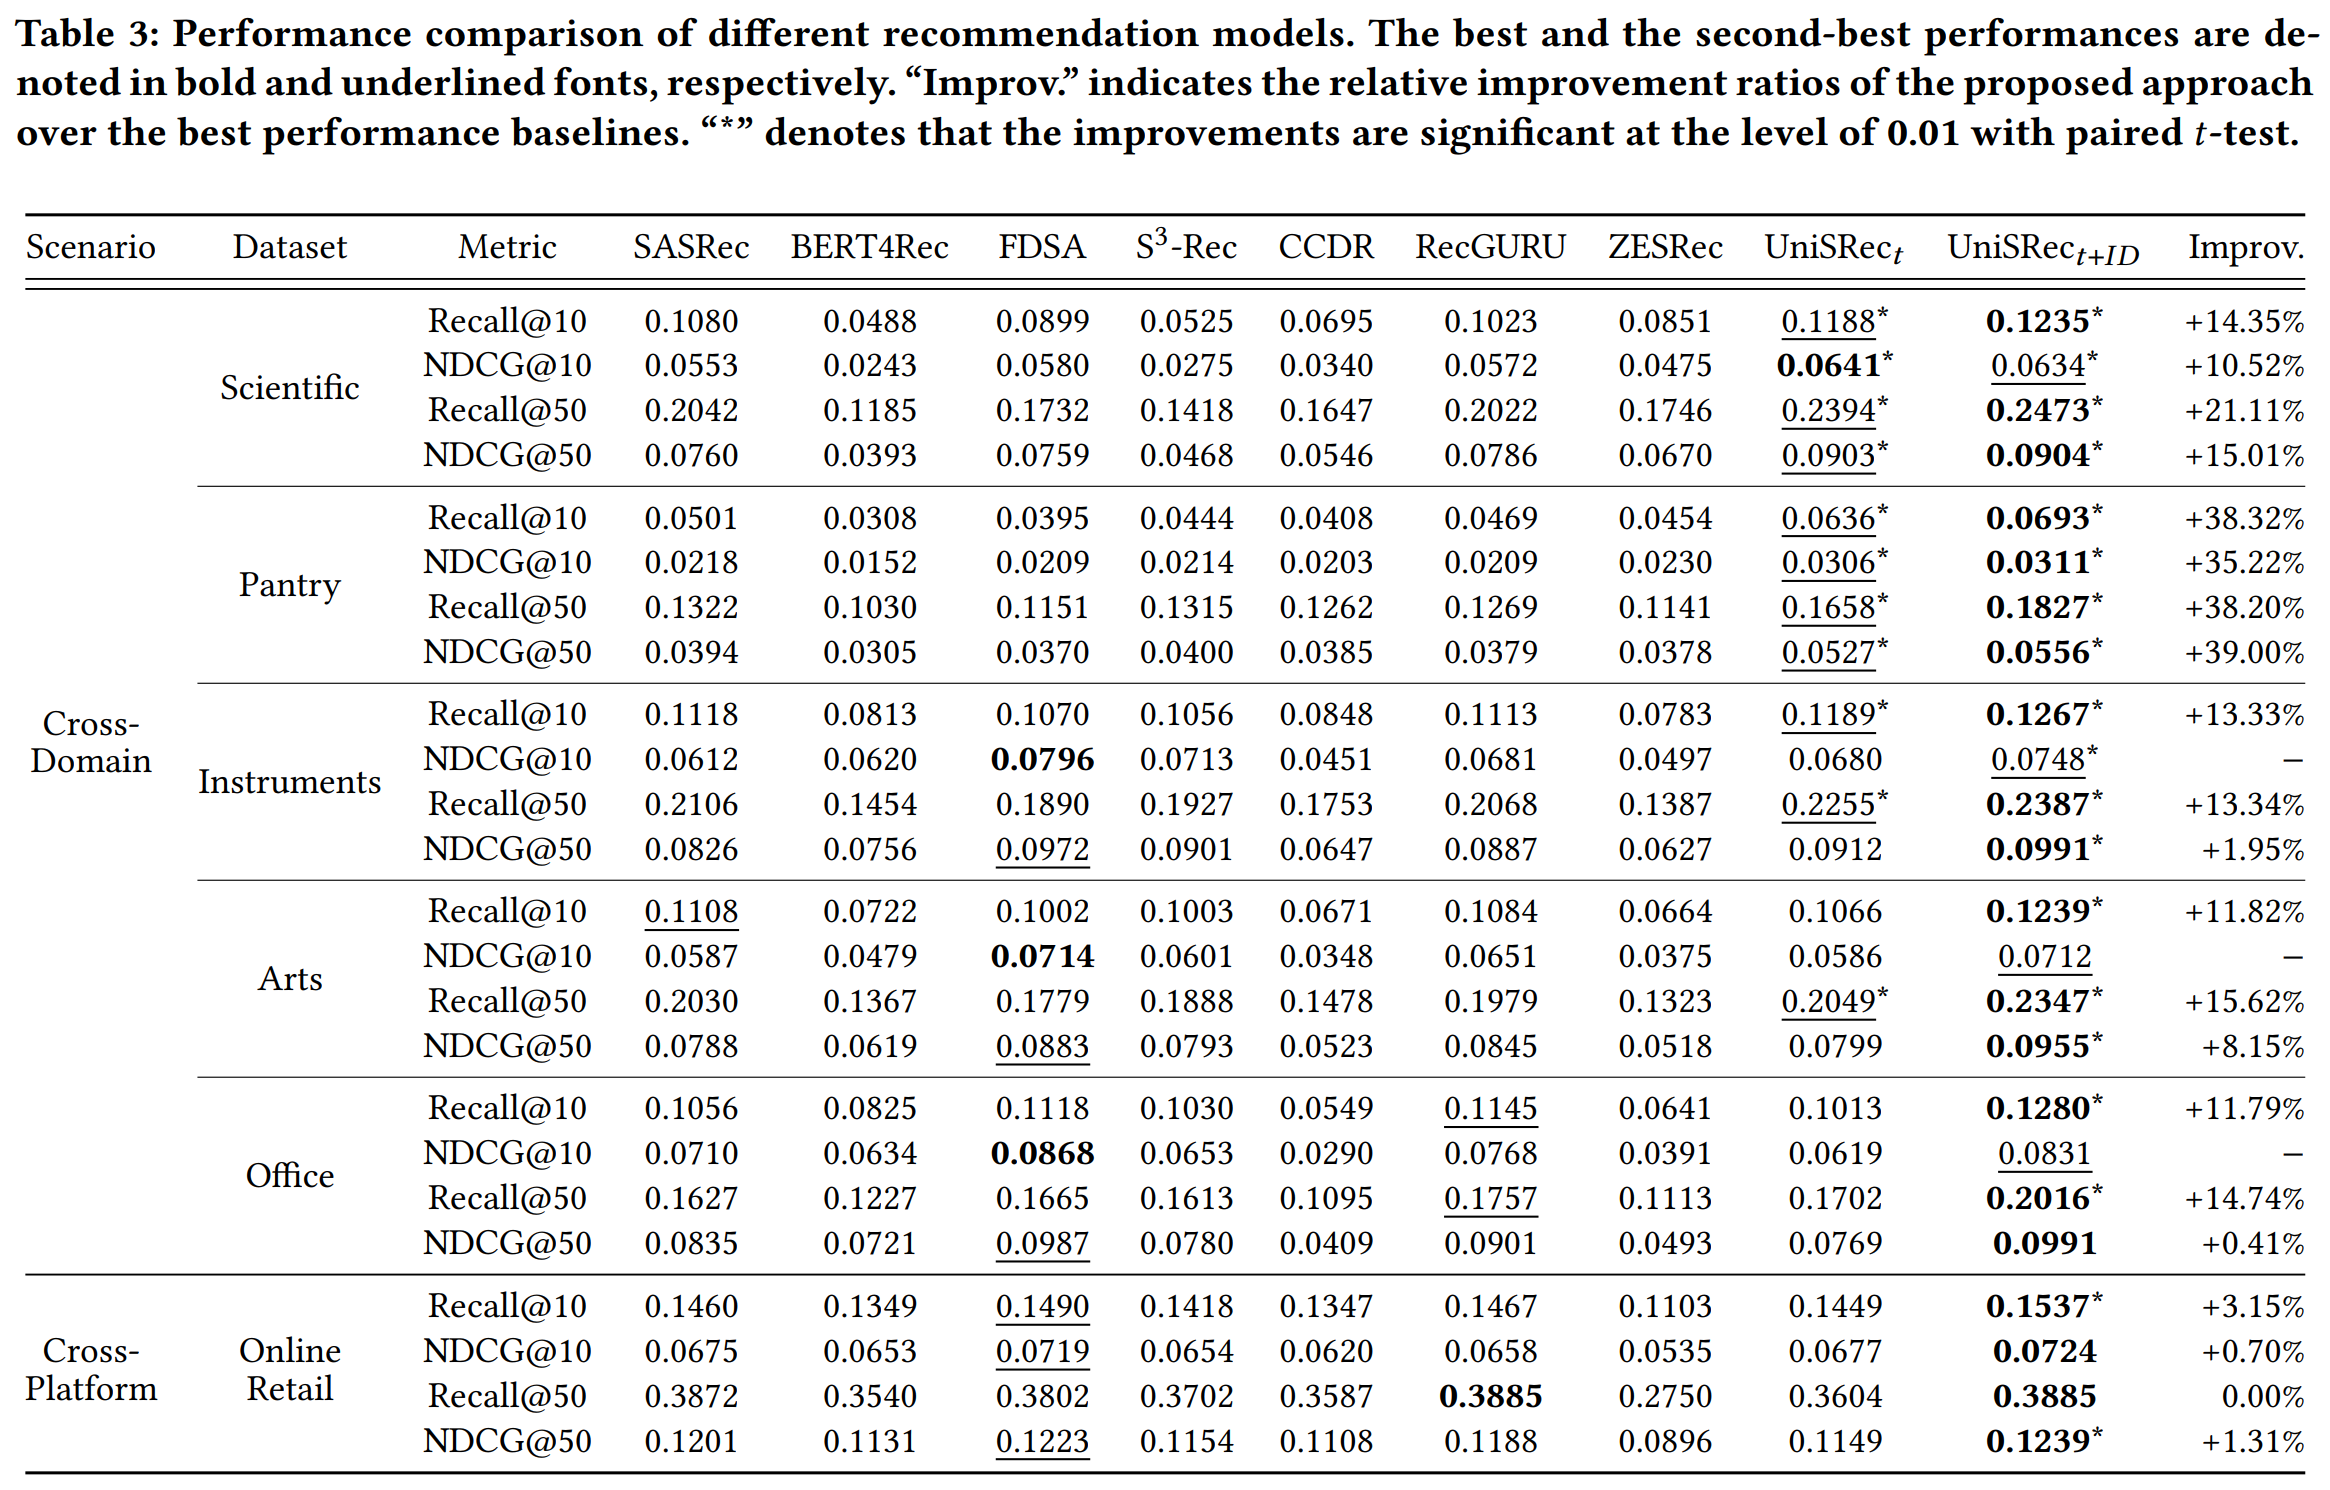 Table 3: Performance comparison of different recommendation models. The best and the second-best performances are de-
noted in bold and underlined fonts, respectively. “Improv.” indicates the relative improvement ratios of the proposed approach
over the best performance baselines. “*” denotes that the improvements are significant at the level of 0.01 with paired t-test.
Scenario Dataset Metric SASRec BERT4Rec FDSA S³-Rec CCDR RecGURU ZESRec UniSRec_t UniSRec_t+ID Improv.
Cross-
Domain
Scientific
Recall@10 0.1080 0.0488 0.0899 0.0525 0.0695 0.1023 0.0851 0.1188* 0.1235* +14.35%
NDCG@10 0.0553 0.0243 0.0580 0.0275 0.0340 0.0572 0.0475 0.0641* 0.0634* +10.52%
Recall@50 0.2042 0.1185 0.1732 0.1418 0.1647 0.2022 0.1746 0.2394* 0.2473* +21.11%
NDCG@50 0.0760 0.0393 0.0759 0.0468 0.0546 0.0786 0.0670 0.0903* 0.0904* +15.01%
Pantry
Recall@10 0.0501 0.0308 0.0395 0.0444 0.0408 0.0469 0.0454 0.0636* 0.0693* +38.32%
NDCG@10 0.0218 0.0152 0.0209 0.0214 0.0203 0.0209 0.0230 0.0306* 0.0311* +35.22%
Recall@50 0.1322 0.1030 0.1151 0.1315 0.1262 0.1269 0.1141 0.1658* 0.1827* +38.20%
NDCG@50 0.0394 0.0305 0.0370 0.0400 0.0385 0.0379 0.0378 0.0527* 0.0556* +39.00%
Instruments
Recall@10 0.1118 0.0813 0.1070 0.1056 0.0848 0.1113 0.0783 0.1189* 0.1267* +13.33%
NDCG@10 0.0612 0.0620 0.0796 0.0713 0.0451 0.0681 0.0497 0.0680 0.0748* –
Recall@50 0.2106 0.1454 0.1890 0.1927 0.1753 0.2068 0.1387 0.2255* 0.2387* +13.34%
NDCG@50 0.0826 0.0756 0.0972 0.0901 0.0647 0.0887 0.0627 0.0912 0.0991* +1.95%
Arts
Recall@10 0.1108 0.0722 0.1002 0.1003 0.0671 0.1084 0.0664 0.1066 0.1239* +11.82%
NDCG@10 0.0587 0.0479 0.0714 0.0601 0.0348 0.0651 0.0375 0.0586 0.0712 –
Recall@50 0.2030 0.1367 0.1779 0.1888 0.1478 0.1979 0.1323 0.2049* 0.2347* +15.62%
NDCG@50 0.0788 0.0619 0.0883 0.0793 0.0523 0.0845 0.0518 0.0799 0.0955* +8.15%
Office
Recall@10 0.1056 0.0825 0.1118 0.1030 0.0549 0.1145 0.0641 0.1013 0.1280* +11.79%
NDCG@10 0.0710 0.0634 0.0868 0.0653 0.0290 0.0768 0.0391 0.0619 0.0831 –
Recall@50 0.1627 0.1227 0.1665 0.1613 0.1095 0.1757 0.1113 0.1702 0.2016* +14.74%
NDCG@50 0.0835 0.0721 0.0987 0.0780 0.0409 0.0901 0.0493 0.0769 0.0991 +0.41%
Cross-
Platform
Online
Retail
Recall@10 0.1460 0.1349 0.1490 0.1418 0.1347 0.1467 0.1103 0.1449 0.1537* +3.15%
NDCG@10 0.0675 0.0653 0.0719 0.0654 0.0620 0.0658 0.0535 0.0677 0.0724 +0.70%
Recall@50 0.3872 0.3540 0.3802 0.3702 0.3587 0.3885 0.2750 0.3604 0.3885 0.00%
NDCG@50 0.1201 0.1131 0.1223 0.1154 0.1108 0.1188 0.0896 0.1149 0.1239* +1.31%